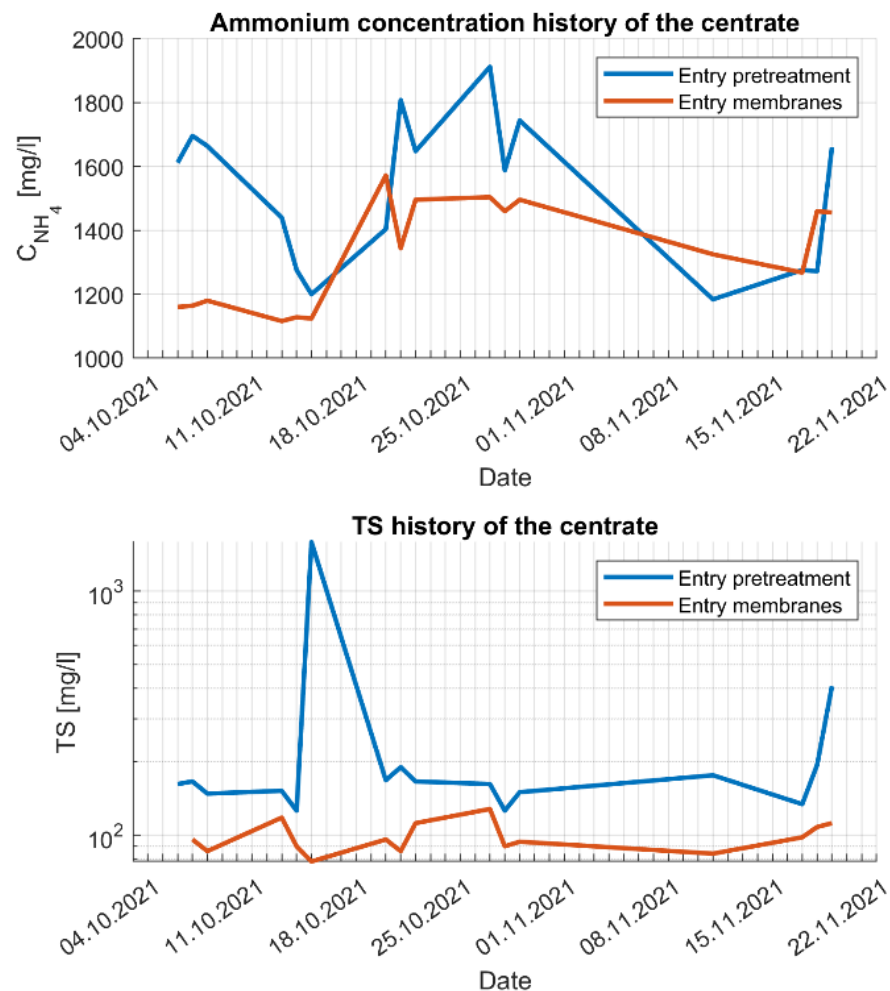 Ammonium concentration history of the centrate
2000
1800
1600
1400
1200
1000
C_NH₄ [mg/l]
Entry pretreatment
Entry membranes
04.10.2021
11.10.2021
18.10.2021
25.10.2021
01.11.2021
08.11.2021
15.11.2021
22.11.2021
Date
TS history of the centrate
10³
10²
TS [mg/l]
Entry pretreatment
Entry membranes
04.10.2021
11.10.2021
18.10.2021
25.10.2021
01.11.2021
08.11.2021
15.11.2021
22.11.2021
Date